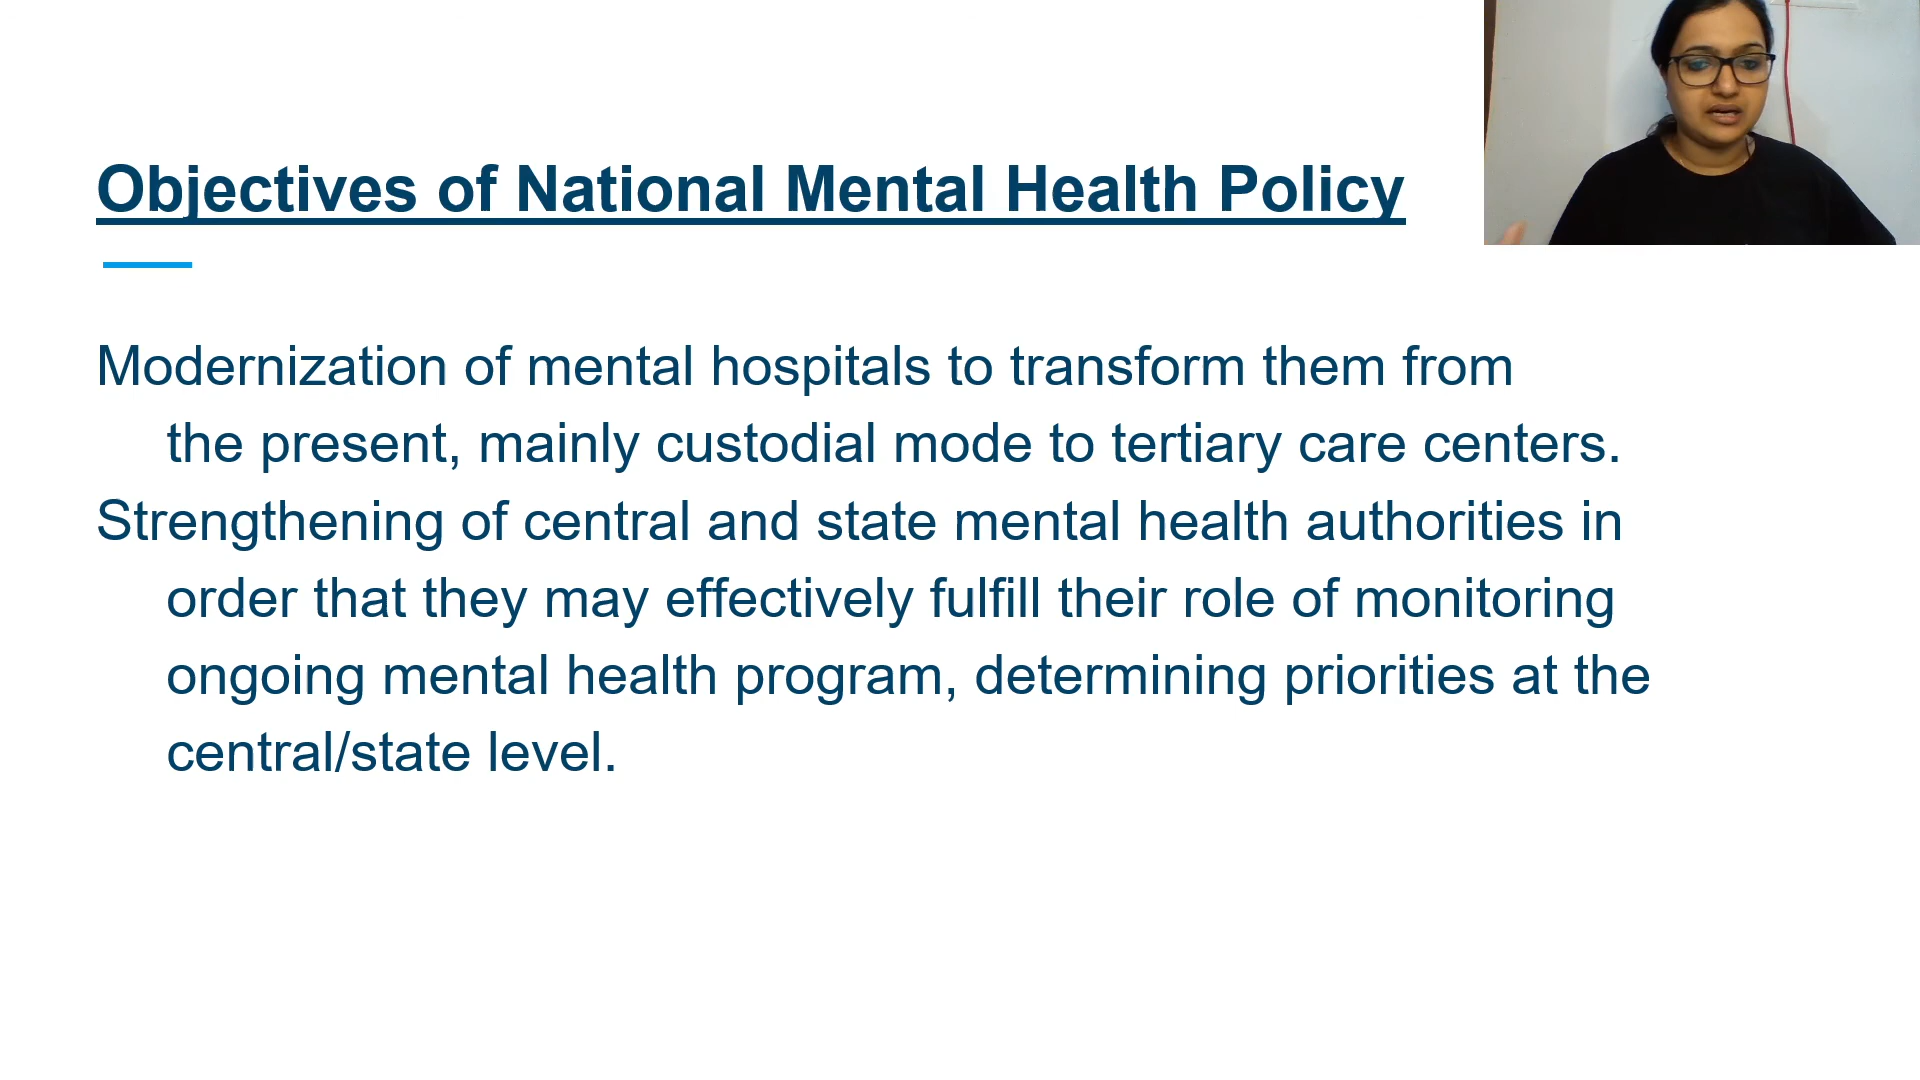 Objectives of National Mental Health Policy
Modernization of mental hospitals to transform them from
the present, mainly custodial mode to tertiary care centers.
Strengthening of central and state mental health authorities in
order that they may effectively fulfill their role of monitoring
ongoing mental health program, determining priorities at the
central/state level.